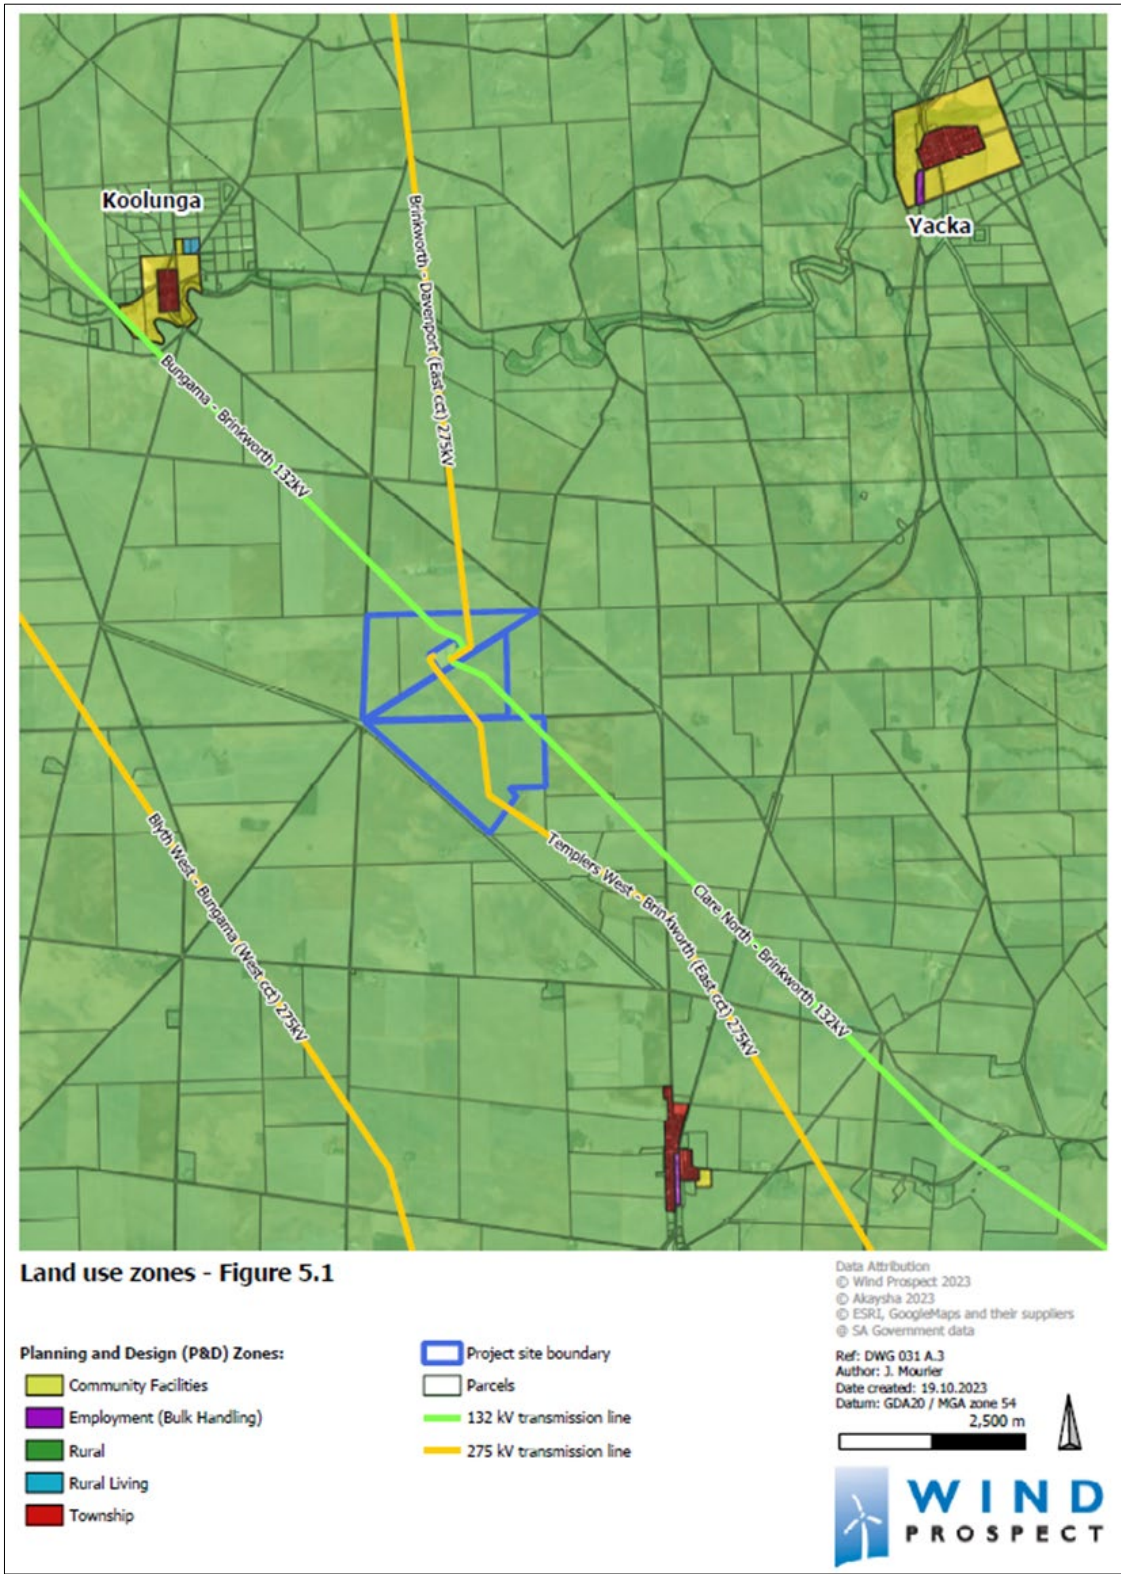 Koolunga
Yacka
Brinkworth - Davenport (East cct) 275kV
Bungama - Brinkworth 132kV
Blyth West - Bungama (West cct) 275kV
Templers West - Brinkworth (East cct) 275kV
Clare North - Brinkworth 132kV
Land use zones - Figure 5.1
Planning and Design (P&D) Zones:
Community Facilities
Employment (Bulk Handling)
Rural
Rural Living
Township
Project site boundary
Parcels
132 kV transmission line
275 kV transmission line
Data Attribution
© Wind Prospect 2023
© Akaysha 2023
© ESRI, GoogleMaps and their suppliers
@ SA Government data
Ref: DWG 031 A.3
Author: J. Mourier
Date created: 19.10.2023
Datum: GDA20 / MGA zone 54
2,500 m
WIND
PROSPECT